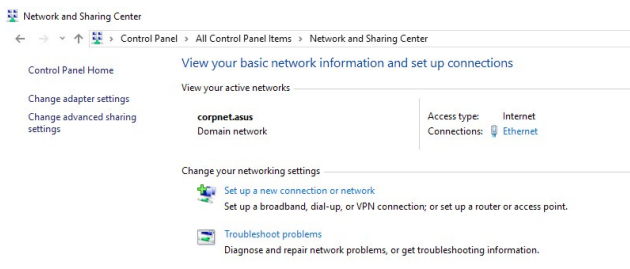 Network and Sharing Center
Control Panel > All Control Panel Items > Network and Sharing Center
Control Panel Home
Change adapter settings
Change advanced sharing
settings
View your basic network information and set up connections
View your active networks
corpnet.asus
Domain network
Access type: Internet
Connections: Ethernet
Change your networking settings
Set up a new connection or network
Set up a broadband, dial-up, or VPN connection; or set up a router or access point.
Troubleshoot problems
Diagnose and repair network problems, or get troubleshooting information.